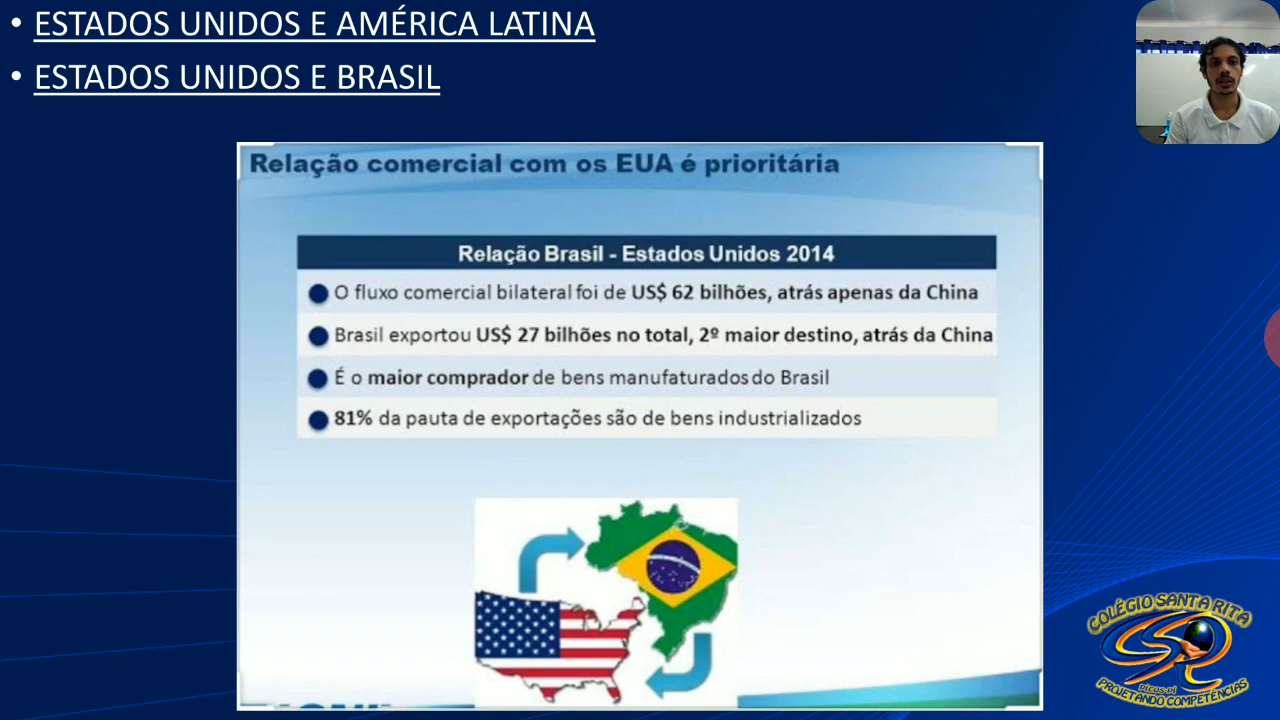 • ESTADOS UNIDOS E AMÉRICA LATINA
• ESTADOS UNIDOS E BRASIL
Relação comercial com os EUA é prioritária
Relação Brasil - Estados Unidos 2014
O fluxo comercial bilateral foi de US$ 62 bilhões, atrás apenas da China
Brasil exportou US$ 27 bilhões no total, 2º maior destino, atrás da China
É o maior comprador de bens manufaturados do Brasil
81% da pauta de exportações são de bens industrializados
COLÉGIO SANTA RITA
PICOS-PI
PROJETANDO COMPETÊNCIAS